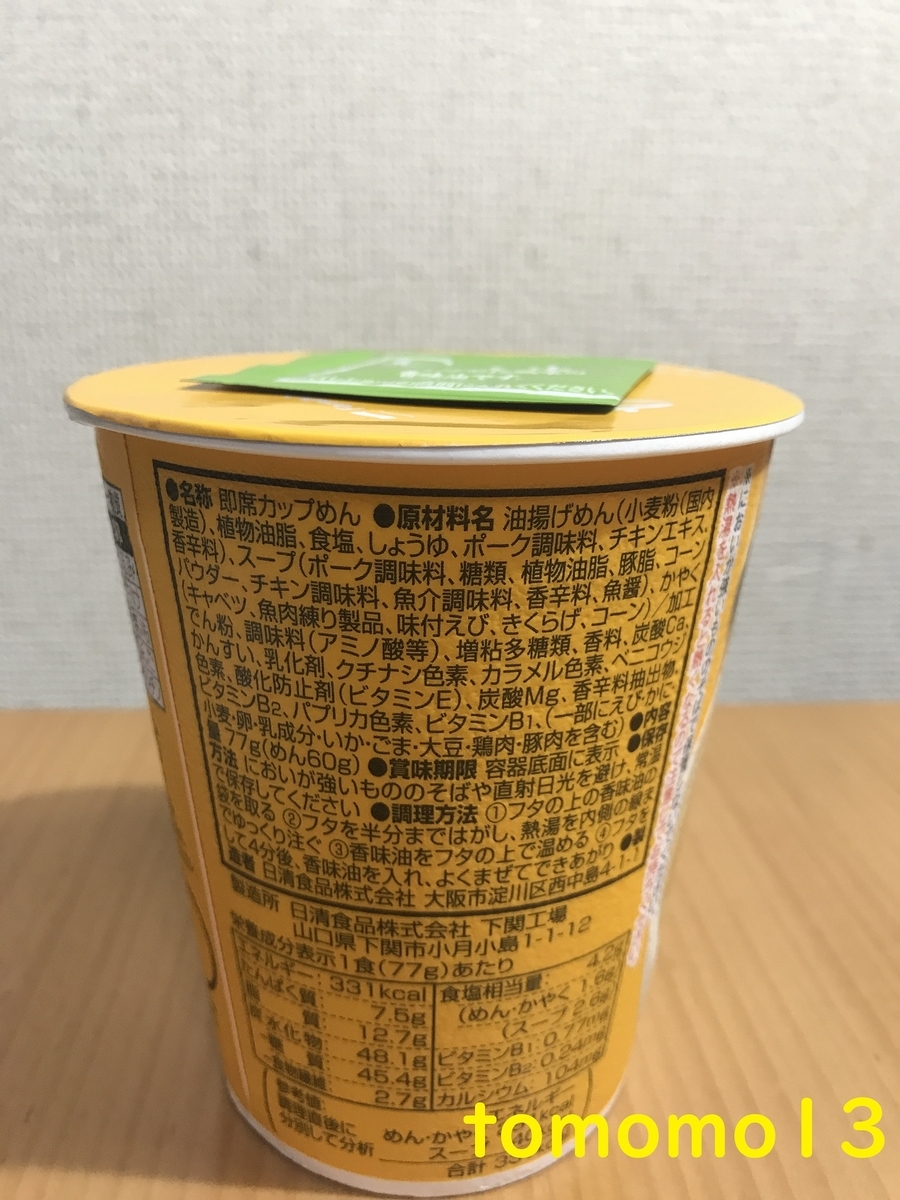 ●名称 即席カップめん ●原材料名 油揚げめん(小麦粉(国内
製造)、植物油脂、食塩、しょうゆ、ポーク調味料、チキンエキス、
香辛料)、スープ(ポーク調味料、糖類、植物油脂、豚脂、コーン
パウダー、チキン調味料、魚介調味料、香辛料、魚醤)、かやく
(キャベツ、魚肉練り製品、味付えび、きくらげ、コーン)/加工
でん粉、調味料(アミノ酸等)、増粘多糖類、香料、炭酸Ca、
かんすい、乳化剤、クチナシ色素、カラメル色素、ベニコウジ
色素、酸化防止剤(ビタミンE)、炭酸Mg、香辛料抽出物、
ビタミンB2、パプリカ色素、ビタミンB1、(一部にえび・かに・
小麦・卵・乳成分・いか・ごま・大豆・鶏肉・豚肉を含む) ●内容
量 77g(めん60g) ●賞味期限 容器底面に表示 ●保存
方法 においが強いもののそばや直射日光を避け、常温
で保存してください ●調理方法 ①フタの上の香味油の
袋を取る ②フタを半分まではがし、熱湯を内側の線ま
でゆっくり注ぐ ③香味油をフタの上で温める ④フタを
して4分後、香味油を入れ、よくまぜてできあがり ●製
造者 日清食品株式会社 大阪市淀川区西中島4-1-1
製造所 日清食品株式会社 下関工場
山口県下関市小月小島1-1-12
栄養成分表示1食(77g)あたり
エネルギー: 331kcal
たんぱく質: 7.5g
脂質: 12.7g
炭水化物: 48.1g
糖質: 45.4g
食物繊維: 2.7g
食塩相当量: 4.2g
(めん・かやく 1.6g
(スープ 2.6g
ビタミンB1: 0.77mg
ビタミンB2: 0.24mg
カルシウム: 104mg
参考値:
調理直後に
分別して分析
めん・かや
スー
合計
tomomo13